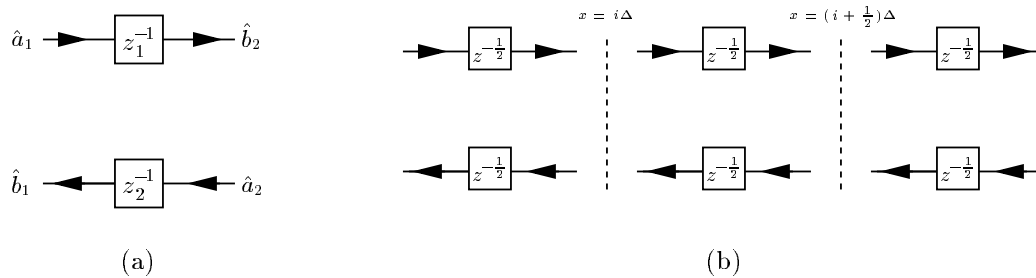 x = iΔ x = (i + 1/2)Δ
â₁ z₁⁻¹ b̂₂
z^{-1/2} z^{-1/2} z^{-1/2}
b̂₁ z₂⁻¹ â₂
z^{-1/2} z^{-1/2} z^{-1/2}
(a) (b)